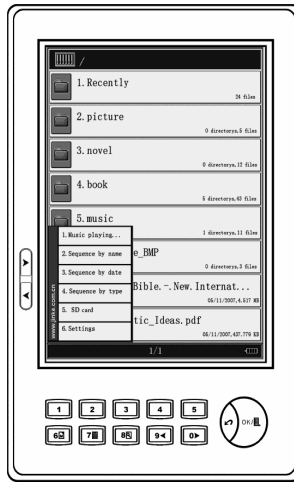 /
1.Recently
24 files
2.picture
0 directorys,5 files
3.novel
0 directorys,12 files
4.book
5 directorys,63 files
5.music
1 directorys,11 files
1.Music playing...
2.Sequence by name
e_BMP
0 directorys,3 files
3.Sequence by date
4.Sequence by type
Bible.-.New.Internat...
06/11/2007,4.517 MB
5. SD card
6. Settings
tic_Ideas.pdf
06/11/2007,437.779 KB
www.jinke.com.cn
1/1
1 2 3 4 5
6 7 8 9 0
OK/